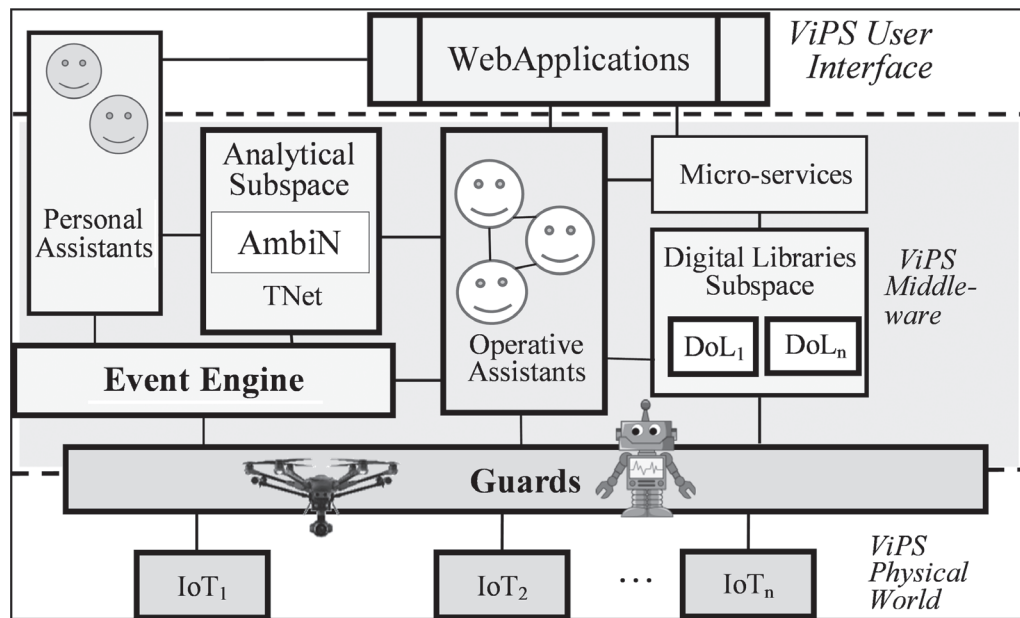 WebApplications
ViPS User
Interface
Personal
Assistants
Analytical
Subspace
AmbiN
TNet
Operative
Assistants
Micro-services
Digital Libraries
Subspace
DoL1
DoLn
ViPS
Middle-
ware
Event Engine
Guards
IoT1
IoT2
...
IoTn
ViPS
Physical
World